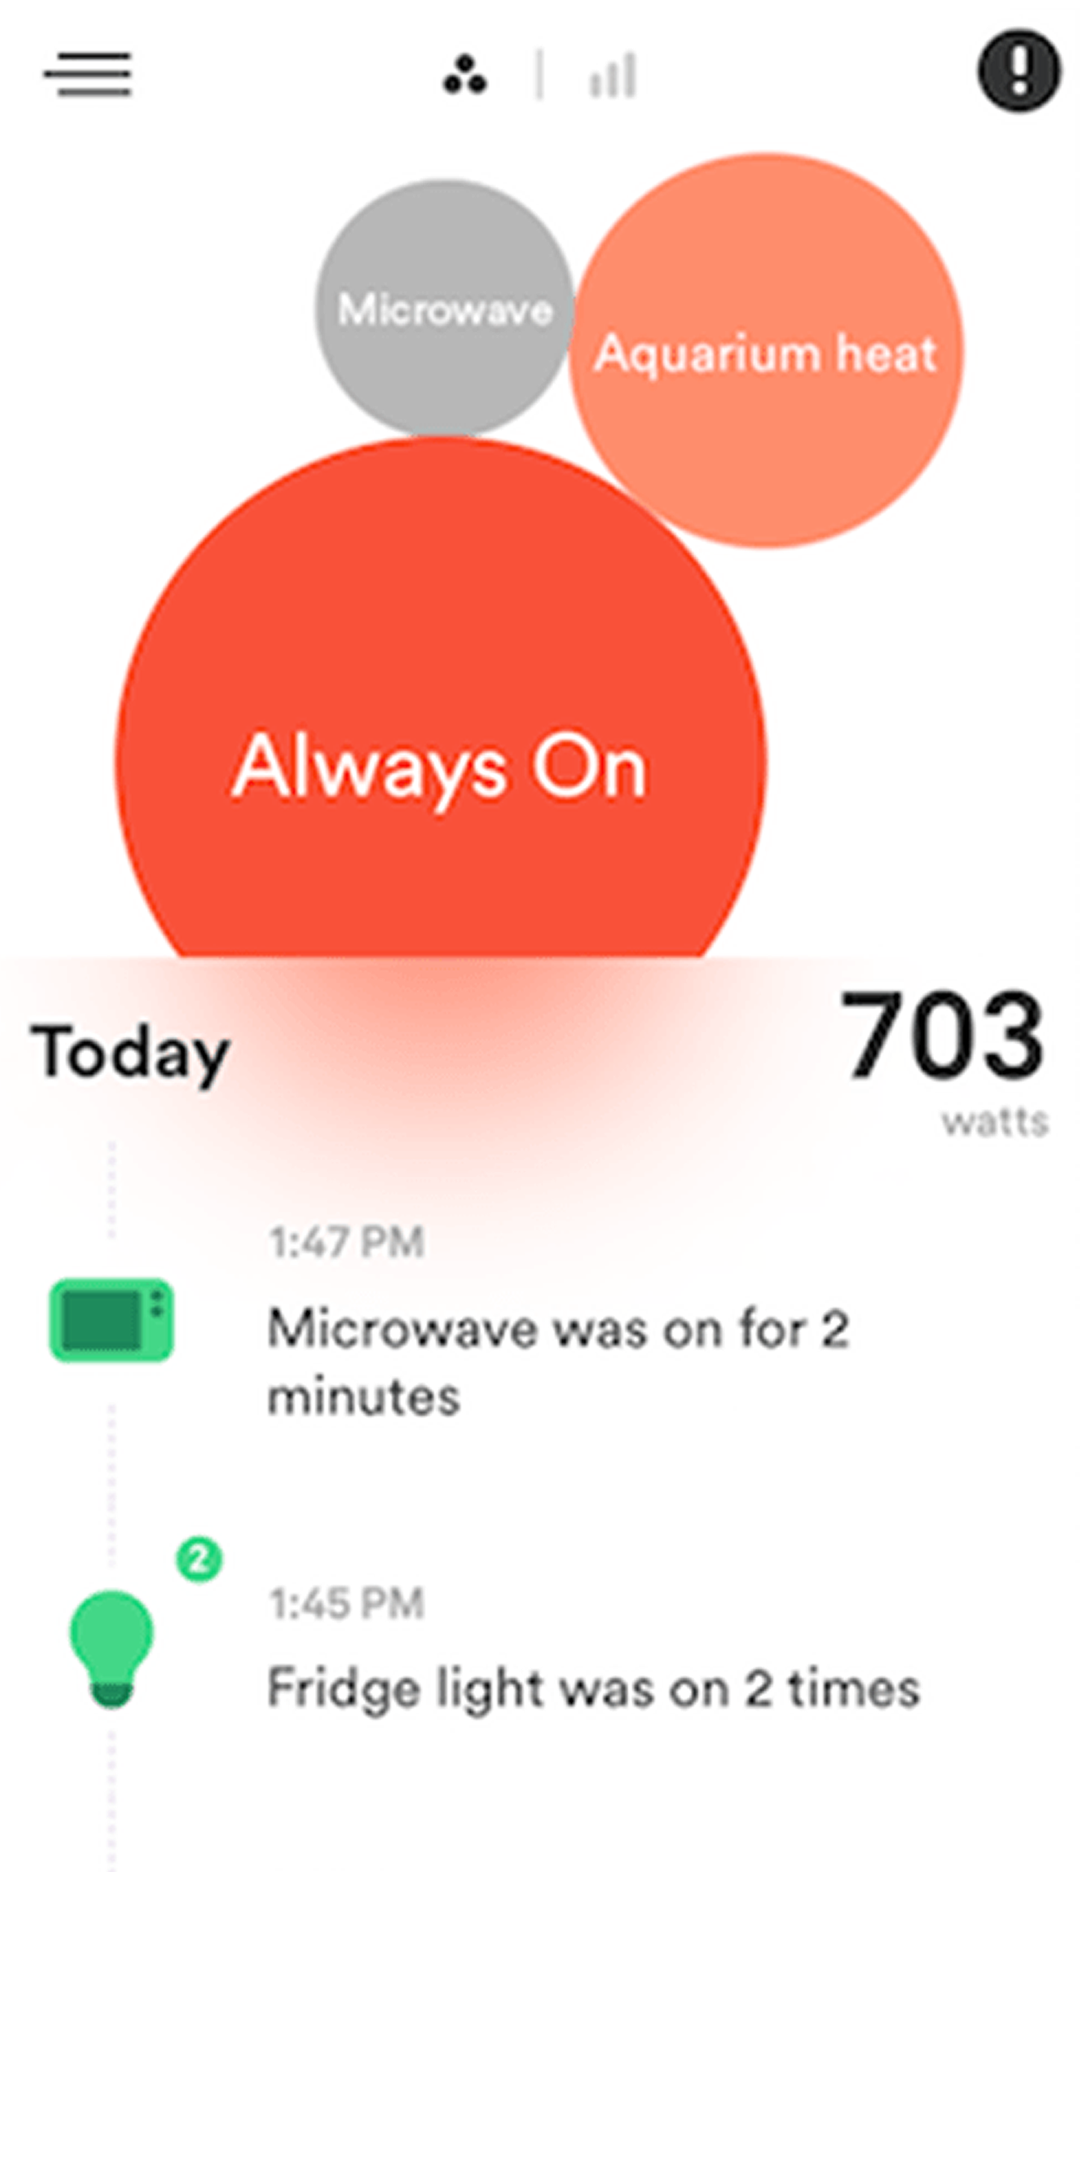 Microwave
Aquarium heat
Always On
Today
703
watts
1:47 PM
Microwave was on for 2
minutes
2
1:45 PM
Fridge light was on 2 times